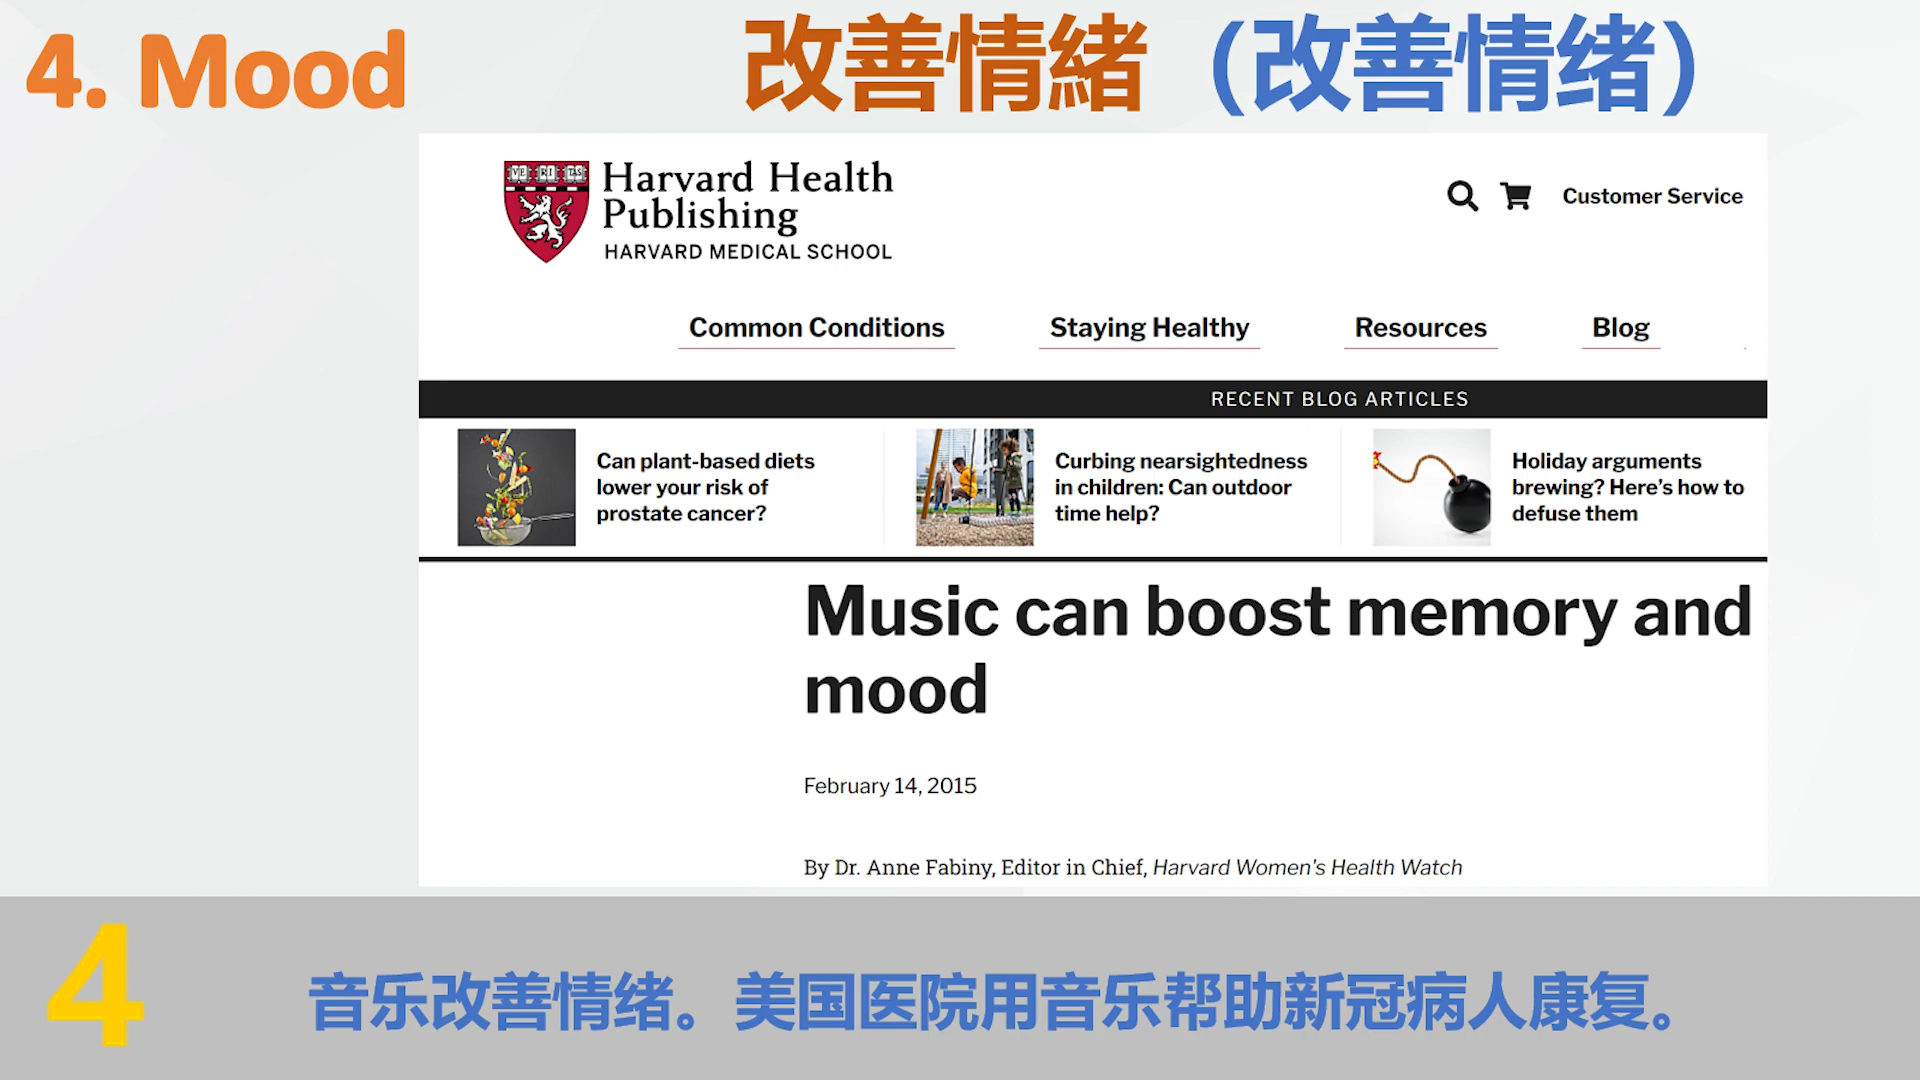 4. Mood
改善情緒（改善情绪）
VE RI TAS
Harvard Health
Publishing
HARVARD MEDICAL SCHOOL
Customer Service
Common Conditions
Staying Healthy
Resources
Blog
RECENT BLOG ARTICLES
Can plant-based diets
lower your risk of
prostate cancer?
Curbing nearsightedness
in children: Can outdoor
time help?
Holiday arguments
brewing? Here's how to
defuse them
Music can boost memory and
mood
February 14, 2015
By Dr. Anne Fabiny, Editor in Chief, Harvard Women's Health Watch
4
音乐改善情绪。美国医院用音乐帮助新冠病人康复。